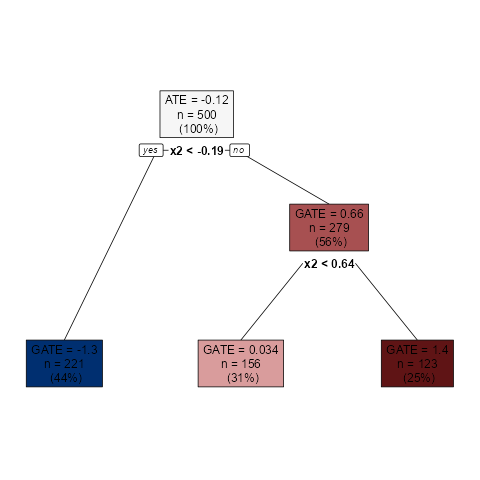 ATE = -0.12
n = 500
(100%)
yes x2 < -0.19 no
GATE = 0.66
n = 279
(56%)
x2 < 0.64
GATE = -1.3
n = 221
(44%)
GATE = 0.034
n = 156
(31%)
GATE = 1.4
n = 123
(25%)